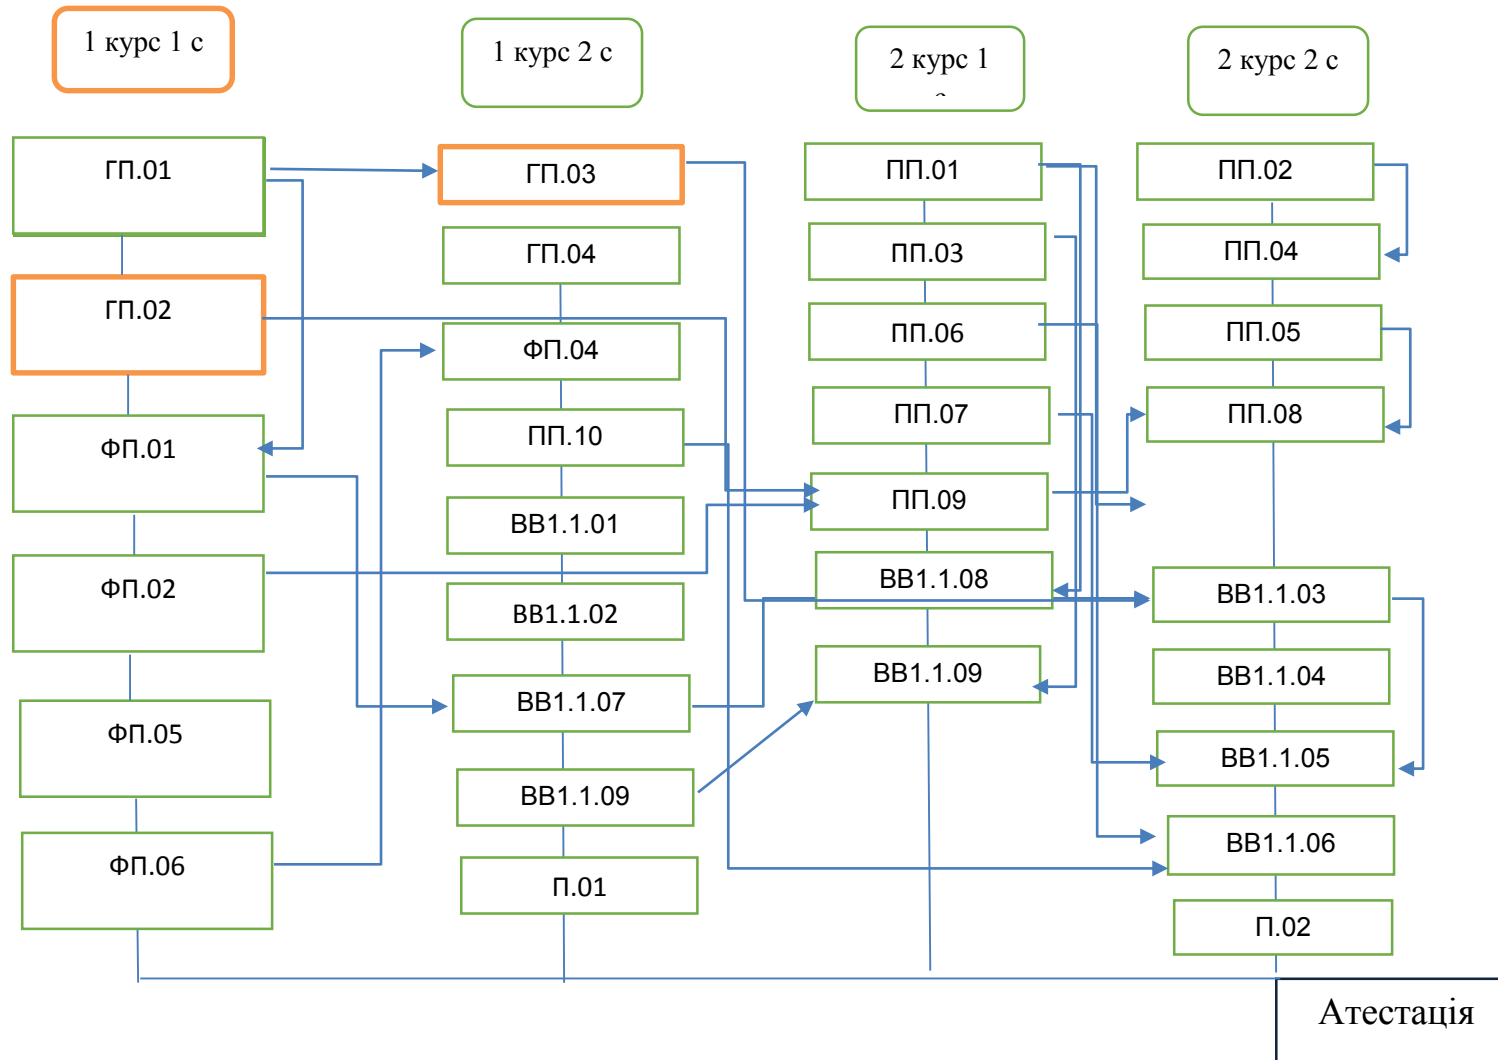 1 курс 1 с
1 курс 2 с
2 курс 1
2 курс 2 с
ГП.01
ГП.02
ФП.01
ФП.02
ФП.05
ФП.06
ГП.03
ГП.04
ФП.04
ПП.10
ВВ1.1.01
ВВ1.1.02
ВВ1.1.07
ВВ1.1.09
П.01
ПП.01
ПП.03
ПП.06
ПП.07
ПП.09
ВВ1.1.08
ВВ1.1.09
ПП.02
ПП.04
ПП.05
ПП.08
ВВ1.1.03
ВВ1.1.04
ВВ1.1.05
ВВ1.1.06
П.02
Атестація